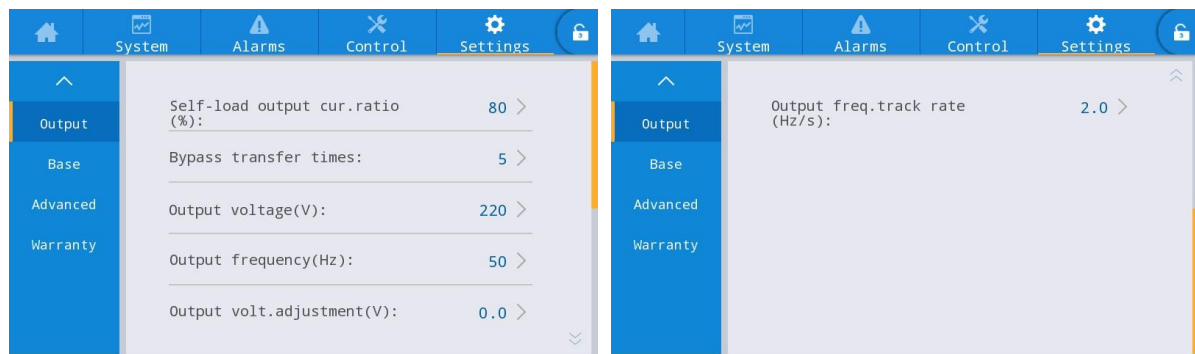 System Alarms Control Settings 3
Output
Base
Advanced
Warranty
Self-load output cur.ratio
(%): 80
Bypass transfer times: 5
Output voltage(V): 220
Output frequency(Hz): 50
Output volt.adjustment(V): 0.0
System Alarms Control Settings 3
Output
Base
Advanced
Warranty
Output freq.track rate
(Hz/s): 2.0